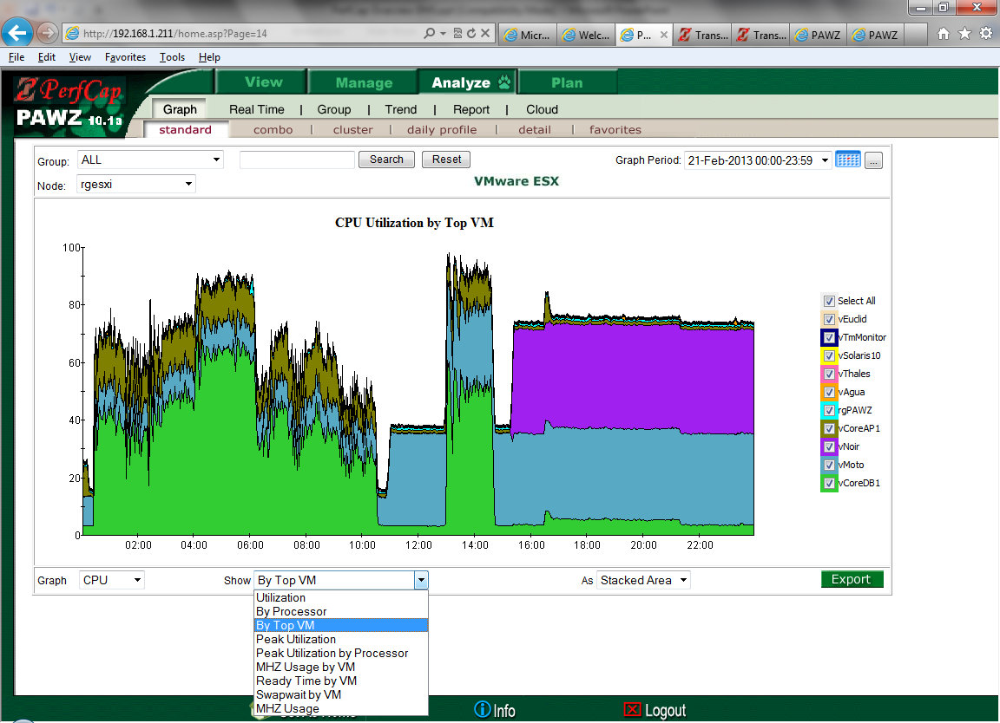 http://192.168.1.211/home.asp?Page=14
Micr...
Welc...
P...
Trans...
Trans...
PAWZ
PAWZ
File Edit View Favorites Tools Help
PerfCap
PAWZ 10.1a
View Manage Analyze Plan
Graph Real Time | Group | Trend | Report | Cloud
standard combo | cluster | daily profile | detail | favorites
Group: ALL Search Reset Graph Period: 21-Feb-2013 00:00-23:59 ...
Node: rgesxi VMware ESX
CPU Utilization by Top VM
100
80
60
40
20
0
02:00 04:00 06:00 08:00 10:00 12:00 14:00 16:00 18:00 20:00 22:00
Select All
vEuclid
vTmMonitor
vSolaris10
vThales
vAgua
rgPAWZ
vCoreAP1
vNoir
vMoto
vCoreDB1
Graph CPU Show By Top VM As Stacked Area Export
Utilization
By Processor
By Top VM
Peak Utilization
Peak Utilization by Processor
MHZ Usage by VM
Ready Time by VM
Swapwait by VM
MHZ Usage
Info Logout